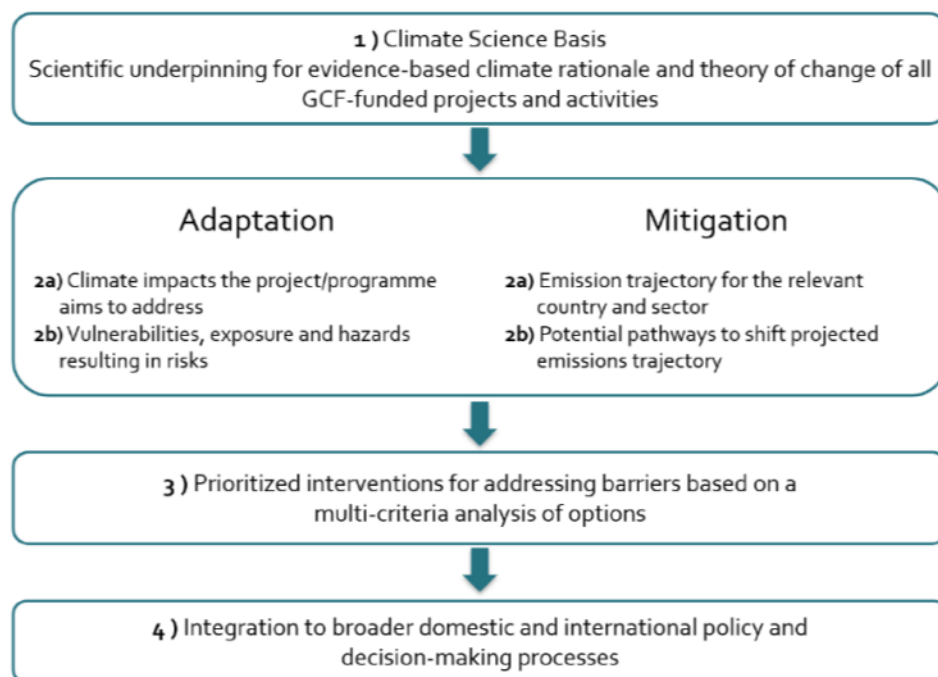 1 ) Climate Science Basis
Scientific underpinning for evidence-based climate rationale and theory of change of all
GCF-funded projects and activities
Adaptation
2a) Climate impacts the project/programme
aims to address
2b) Vulnerabilities, exposure and hazards
resulting in risks
Mitigation
2a) Emission trajectory for the relevant
country and sector
2b) Potential pathways to shift projected
emissions trajectory
3 ) Prioritized interventions for addressing barriers based on a
multi-criteria analysis of options
4 ) Integration to broader domestic and international policy and
decision-making processes